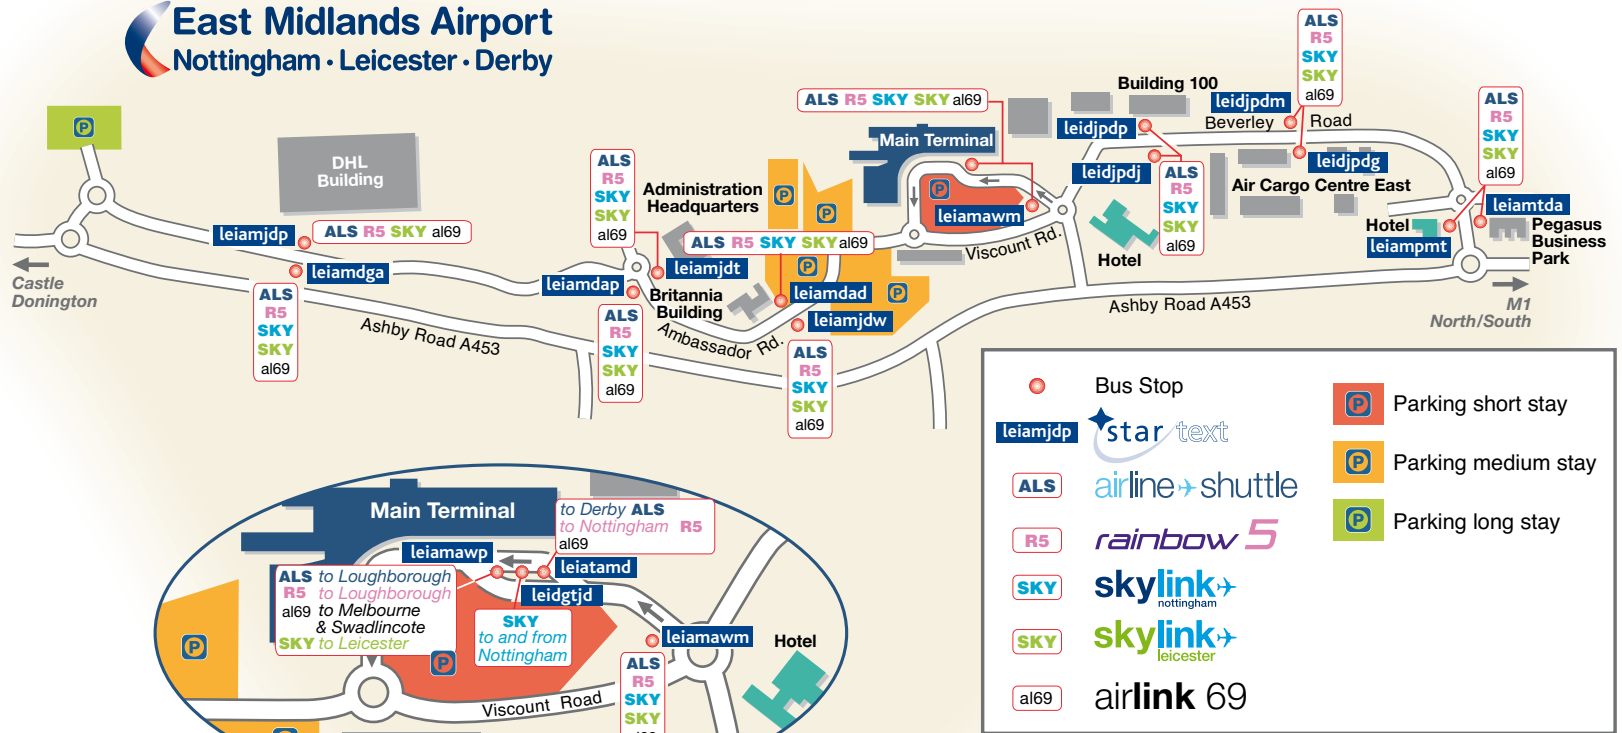 East Midlands Airport
Nottingham · Leicester · Derby
P
DHL
Building
leiamjdp
ALS R5 SKY al69
leiamdga
Castle
Donington
ALS
R5
SKY
SKY
al69
Ashby Road A453
ALS
R5
SKY
SKY
al69
Administration
Headquarters
leiamjdt
leiamdap
Britannia
Building
ALS
R5
SKY
SKY
al69
Ambassador Rd.
ALS R5 SKY SKY al69
P
P
P
P
leiamdad
leiamjdw
ALS
R5
SKY
SKY
al69
ALS R5 SKY SKY al69
Main Terminal
P
leiamawm
Viscount Rd.
Building 100
leidjpdp
leidjpdj
leidjpdm
Beverley Road
ALS
R5
SKY
SKY
al69
leidjpdg
Air Cargo Centre East
ALS
R5
SKY
SKY
al69
Hotel
ALS
R5
SKY
SKY
al69
leiamtda
Hotel
leiampmt
Pegasus
Business
Park
Ashby Road A453
M1
North/South
Main Terminal
leiamawp
to Derby ALS
to Nottingham R5
al69
leiatamd
leidgtjd
ALS to Loughborough
R5 to Loughborough
al69 to Melbourne
& Swadlincote
SKY to Leicester
SKY
to and from
Nottingham
P
P
leiamawm
Hotel
ALS
R5
SKY
SKY
Viscount Road
Bus Stop
leiamjdp star text
ALS airline shuttle
R5 rainbow 5
SKY skylink
nottingham
SKY skylink
leicester
al69 airlink 69
P Parking short stay
P Parking medium stay
P Parking long stay